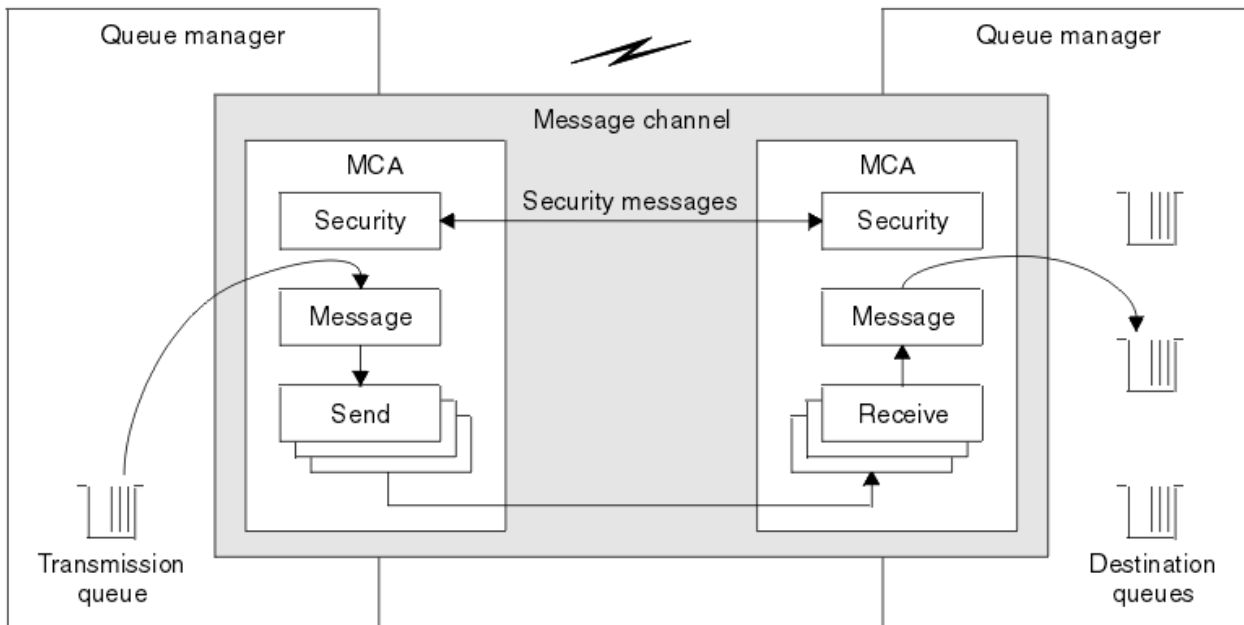 Queue manager
Queue manager
Message channel
MCA
MCA
Security messages
Security
Security
Message
Message
Send
Receive
Transmission
queue
Destination
queues